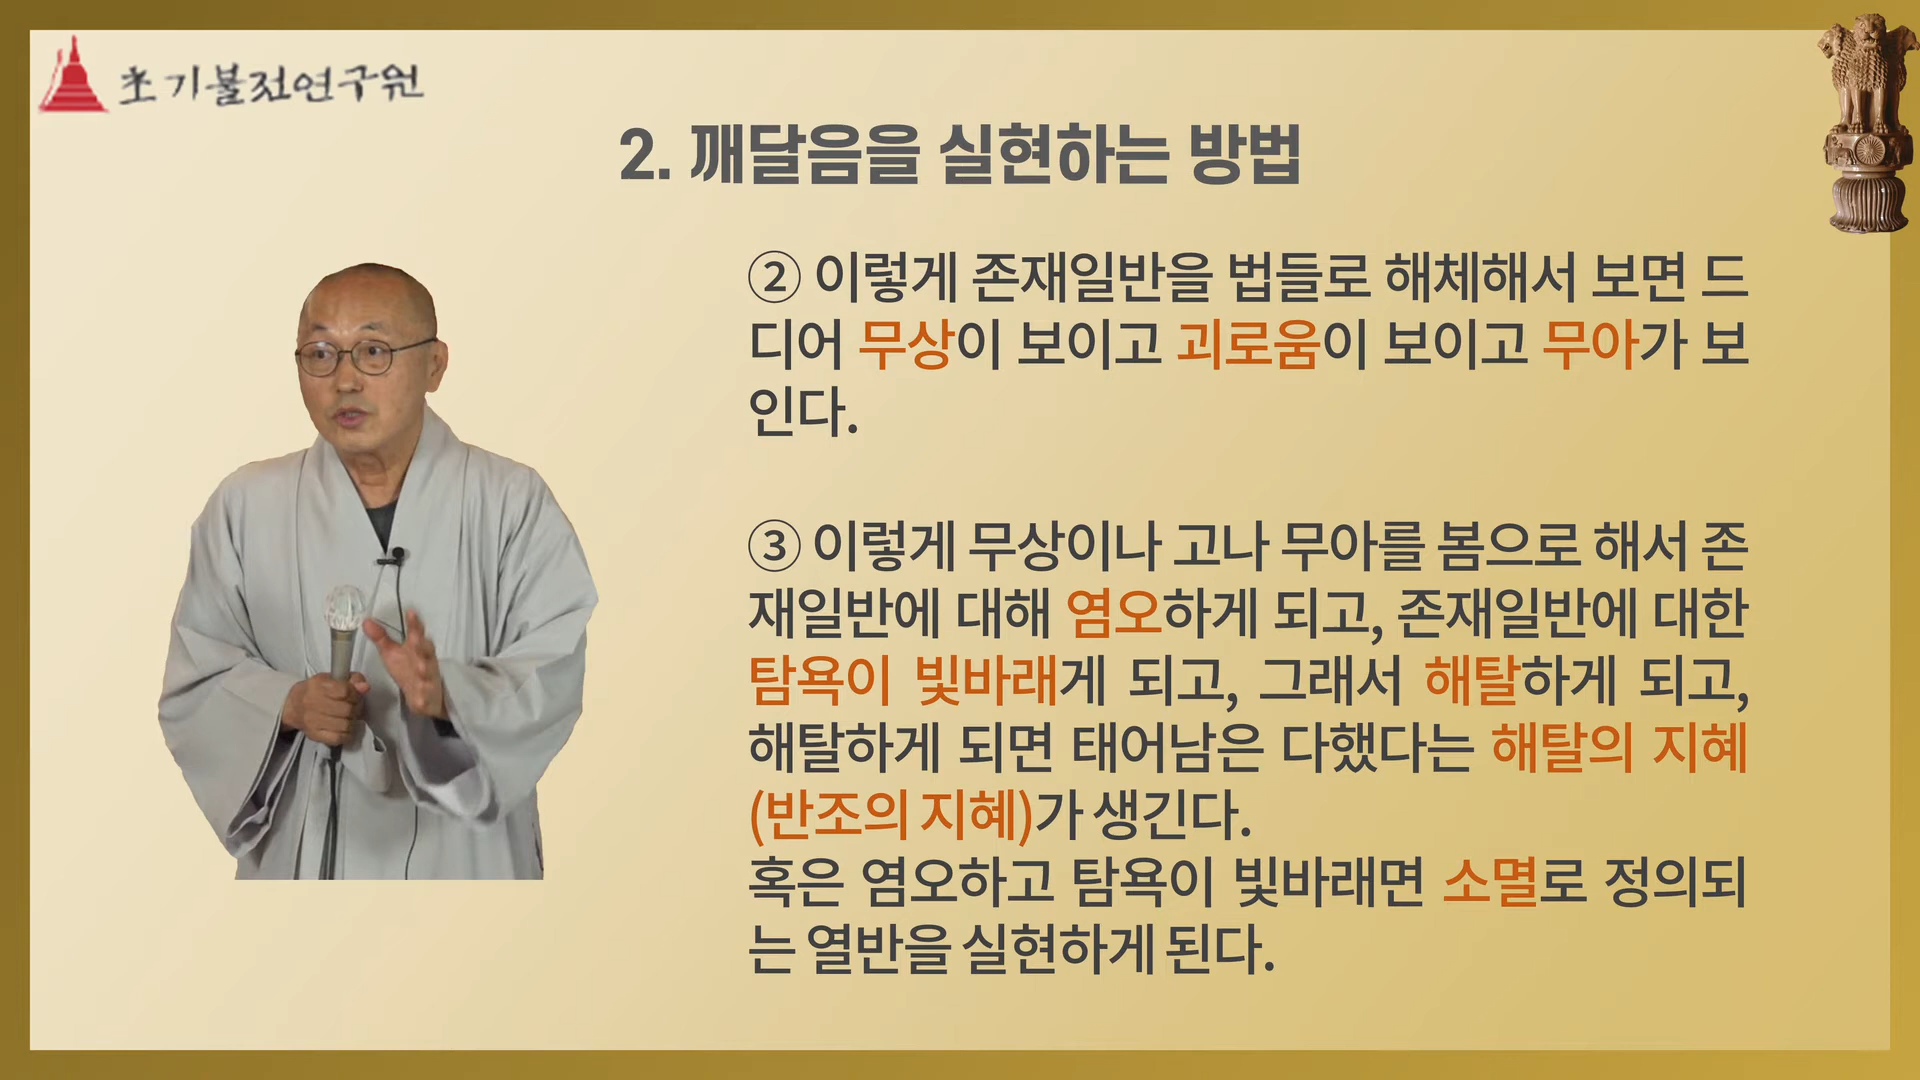 초기불전연구원
2. 깨달음을 실현하는 방법
② 이렇게 존재일반을 법들로 해체해서 보면 드
디어 무상이 보이고 괴로움이 보이고 무아가 보
인다.
③ 이렇게 무상이나 고나 무아를 봄으로 해서 존
재일반에 대해 염오하게 되고, 존재일반에 대한
탐욕이 빛바래게 되고, 그래서 해탈하게 되고,
해탈하게 되면 태어남은 다했다는 해탈의 지혜
(반조의 지혜)가 생긴다.
혹은 염오하고 탐욕이 빛바래면 소멸로 정의되
는 열반을 실현하게 된다.